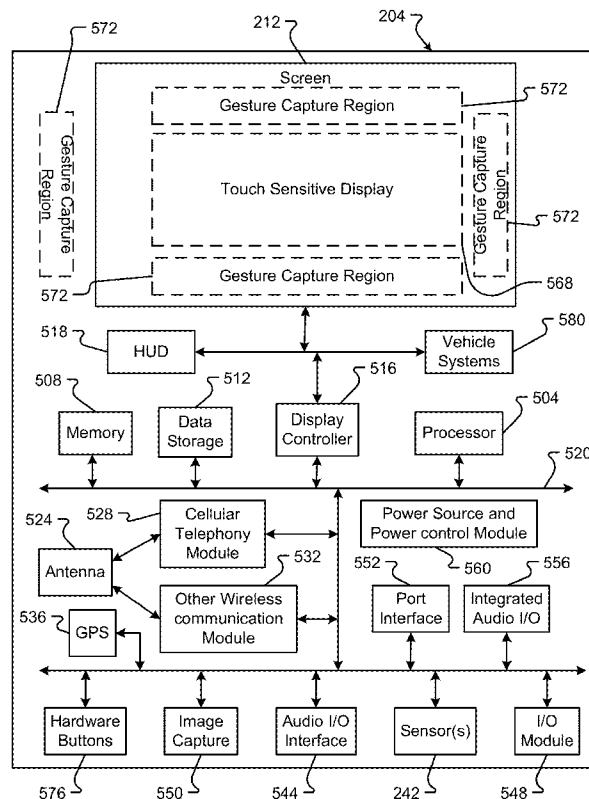 572
212
204
Screen
Gesture Capture Region
572
Gesture Capture
Region
Touch Sensitive Display
Gesture Capture
Region
572
572
Gesture Capture Region
568
518
HUD
Vehicle
Systems
580
508
512
516
504
Memory
Data
Storage
Display
Controller
Processor
520
528
Cellular
Telephony
Module
Power Source and
Power control Module
524
Antenna
532
552
560
556
Other Wireless
communication
Module
Port
Interface
Integrated
Audio I/O
536
GPS
Hardware
Buttons
Image
Capture
Audio I/O
Interface
Sensor(s)
I/O
Module
576
550
544
242
548